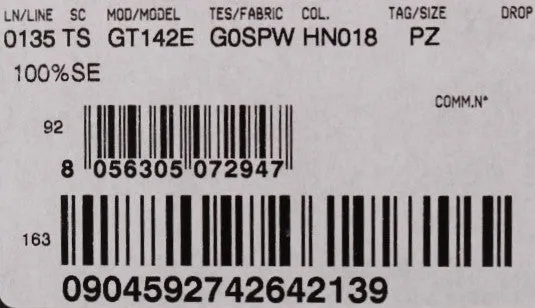 LN/LINE SC MOD/MODEL TES/FABRIC COL. TAG/SIZE DROP
0135 TS GT142E G0SPW HN018 PZ
100%SE
COMM.N°
92
8 056305 072947
163
0904592742642139